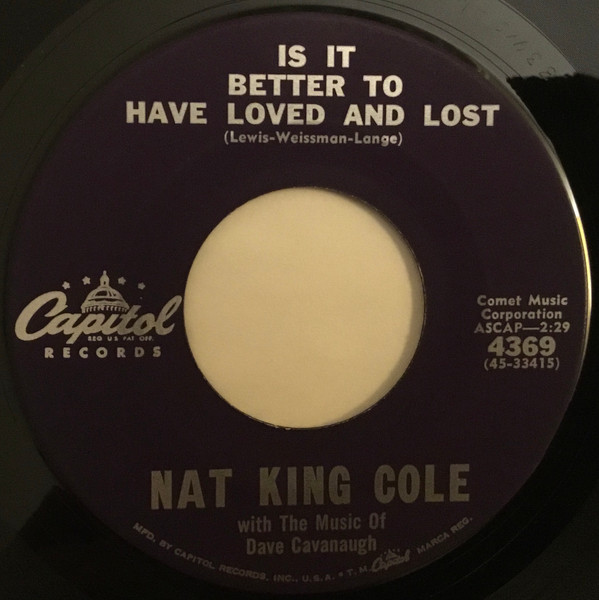 IS IT
BETTER TO
HAVE LOVED AND LOST
(Lewis-Weissman-Lange)
Capitol
REG. U.S. PAT. OFF.
RECORDS
Comet Music
Corporation
ASCAP—2:29
4369
(45-33415)
NAT KING COLE
with The Music Of
Dave Cavanaugh
MFD. BY CAPITOL RECORDS, INC., U.S.A. • T.M. Capitol MARCA REG.